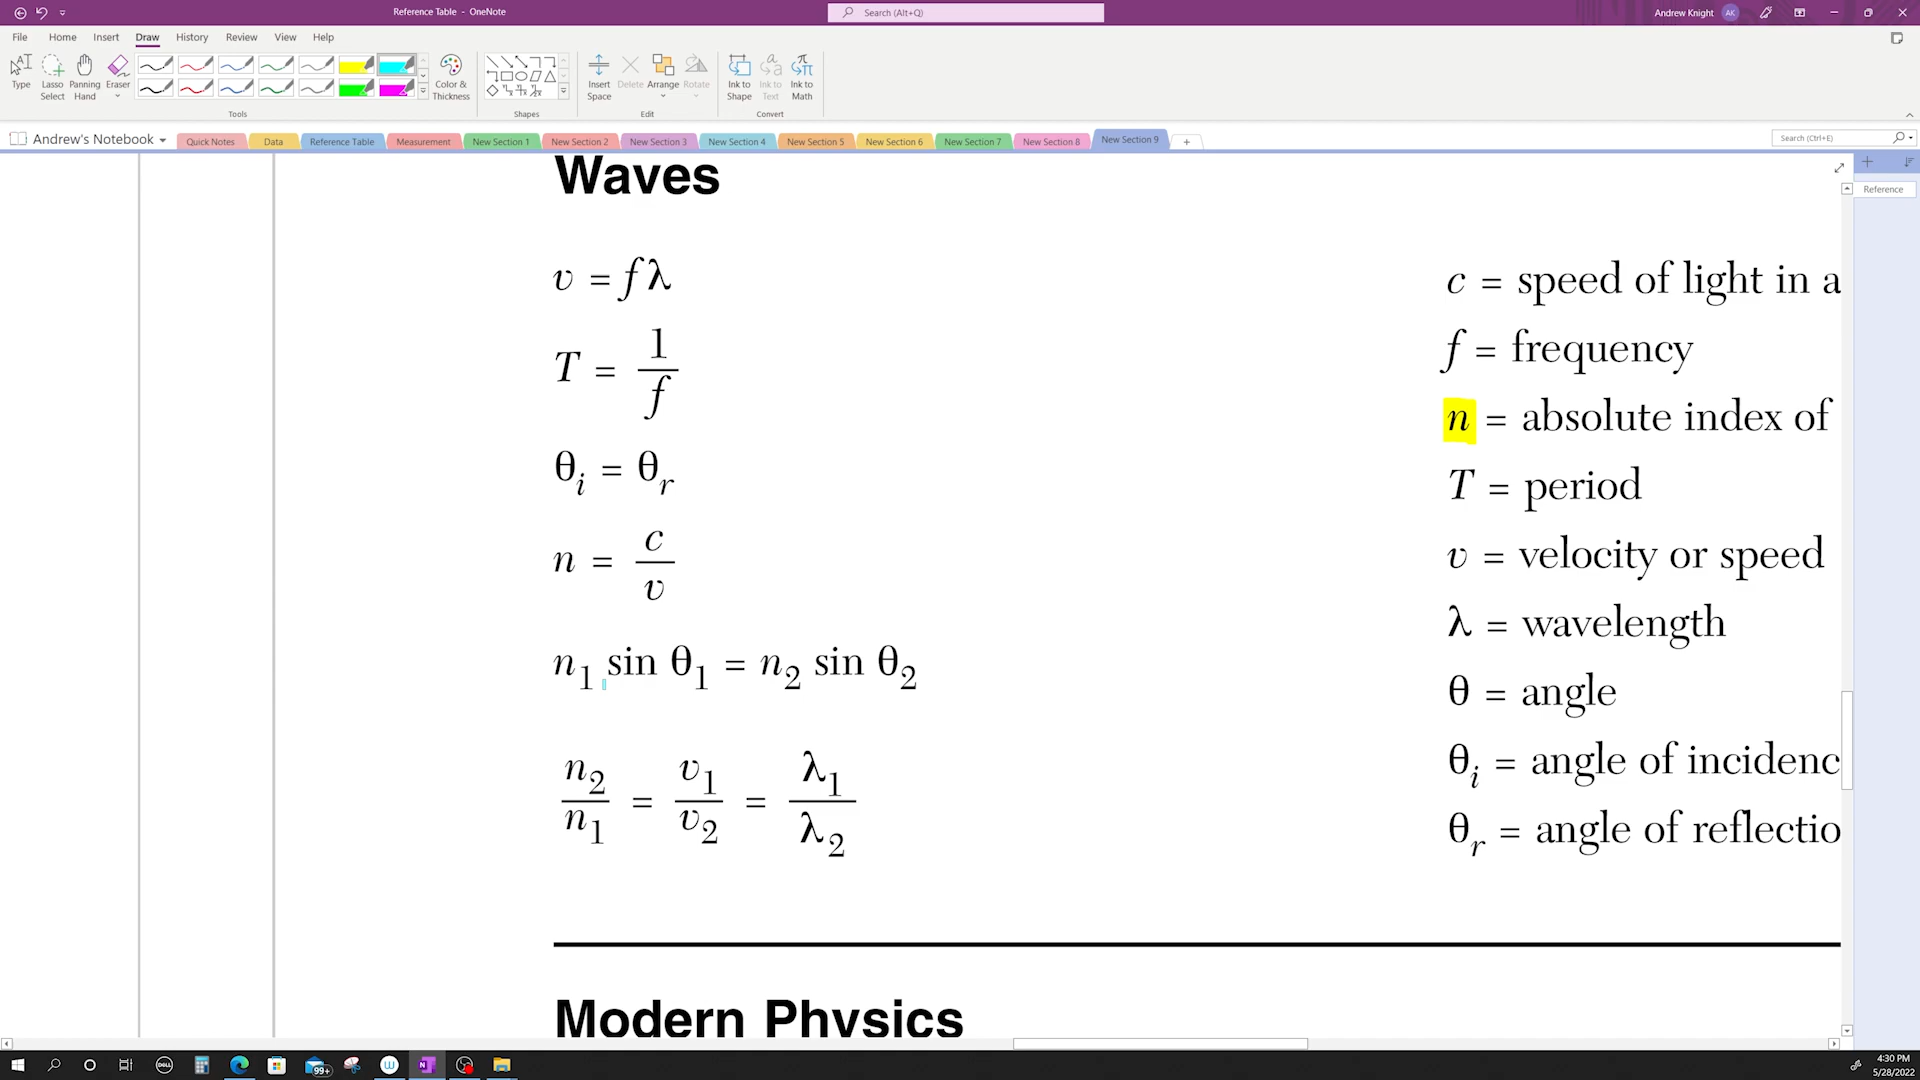 Reference Table - OneNote
Search (Alt+Q)
Andrew Knight
AK
File Home Insert Draw History Review View Help
Type
Lasso Select
Panning Hand
Eraser
Color & Thickness
Insert Space
Delete
Arrange
Rotate
Ink to Shape
Ink to Text
Ink to Math
Tools Shapes Edit Convert
Andrew's Notebook Quick Notes Data Reference Table Measurement New Section 1 New Section 2 New Section 3 New Section 4 New Section 5 New Section 6 New Section 7 New Section 8 New Section 9 +
Search (Ctrl+E)
Reference
Waves
v = fλ
T = 1/f
θi = θr
n = c/v
n1 sin θ1 = n2 sin θ2
n2/n1 = v1/v2 = λ1/λ2
c = speed of light in a
f = frequency
n = absolute index of
T = period
v = velocity or speed
λ = wavelength
θ = angle
θi = angle of incidenc
θr = angle of reflectio
Modern Physics
99+
4:30 PM
5/28/2022